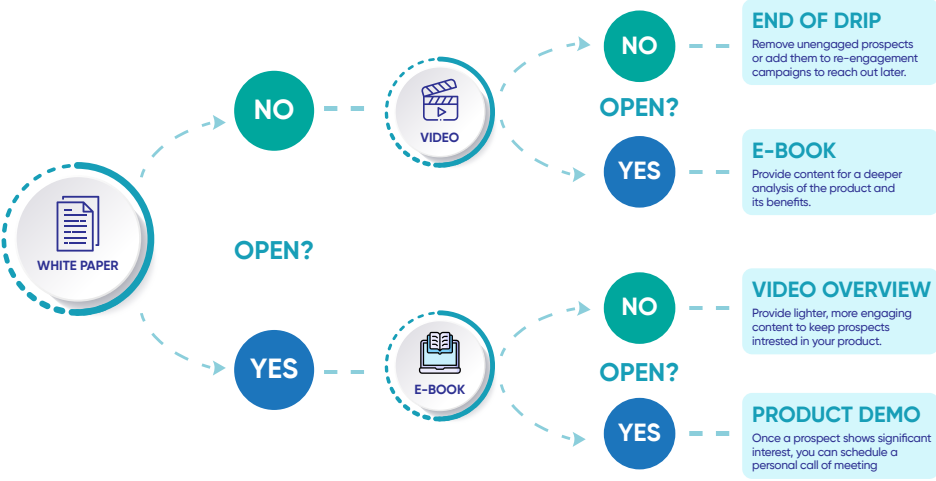 WHITE PAPER
OPEN?
NO
YES
VIDEO
E-BOOK
NO
OPEN?
YES
NO
OPEN?
YES
END OF DRIP
Remove unengaged prospects
or add them to re-engagement
campaigns to reach out later.
E-BOOK
Provide content for a deeper
analysis of the product and
its benefits.
VIDEO OVERVIEW
Provide lighter, more engaging
content to keep prospects
intrested in your product.
PRODUCT DEMO
Once a prospect shows significant
interest, you can schedule a
personal call of meeting